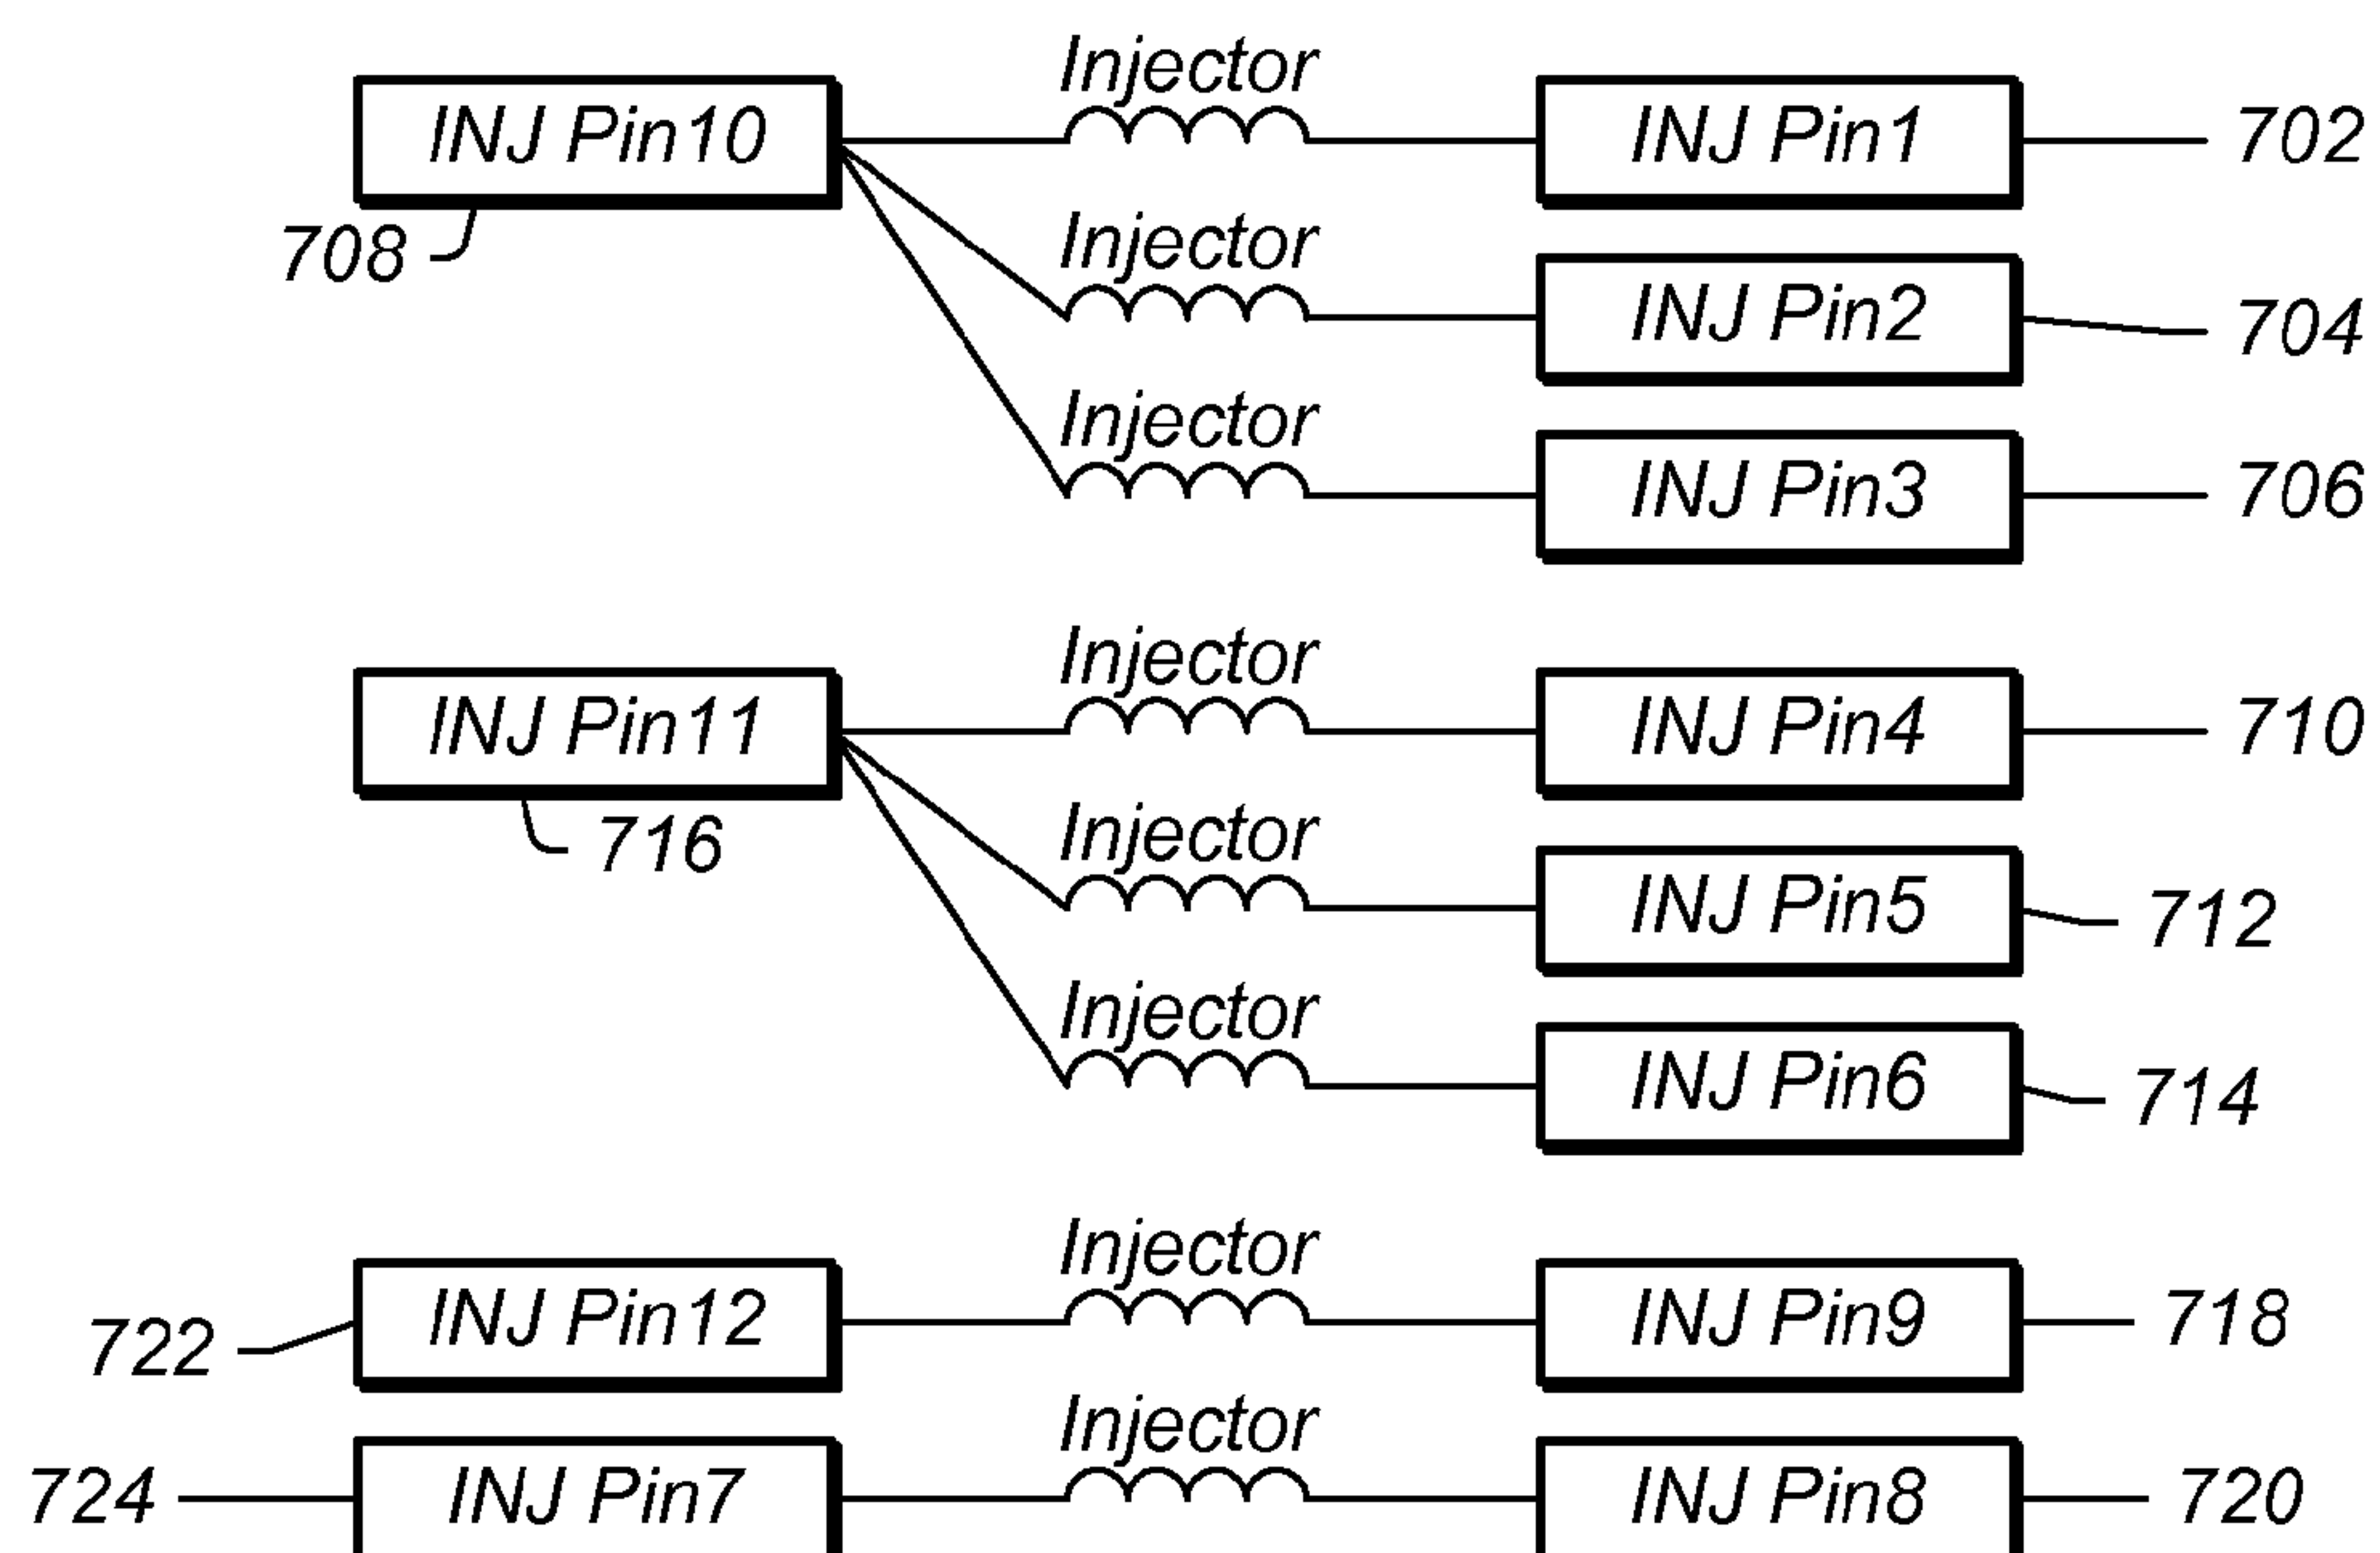 Injector
INJ Pin10
INJ Pin1
702
708
Injector
INJ Pin2
704
Injector
INJ Pin3
706
Injector
INJ Pin11
INJ Pin4
710
716
Injector
INJ Pin5
712
Injector
INJ Pin6
714
Injector
722
INJ Pin12
INJ Pin9
718
Injector
724
INJ Pin7
INJ Pin8
720